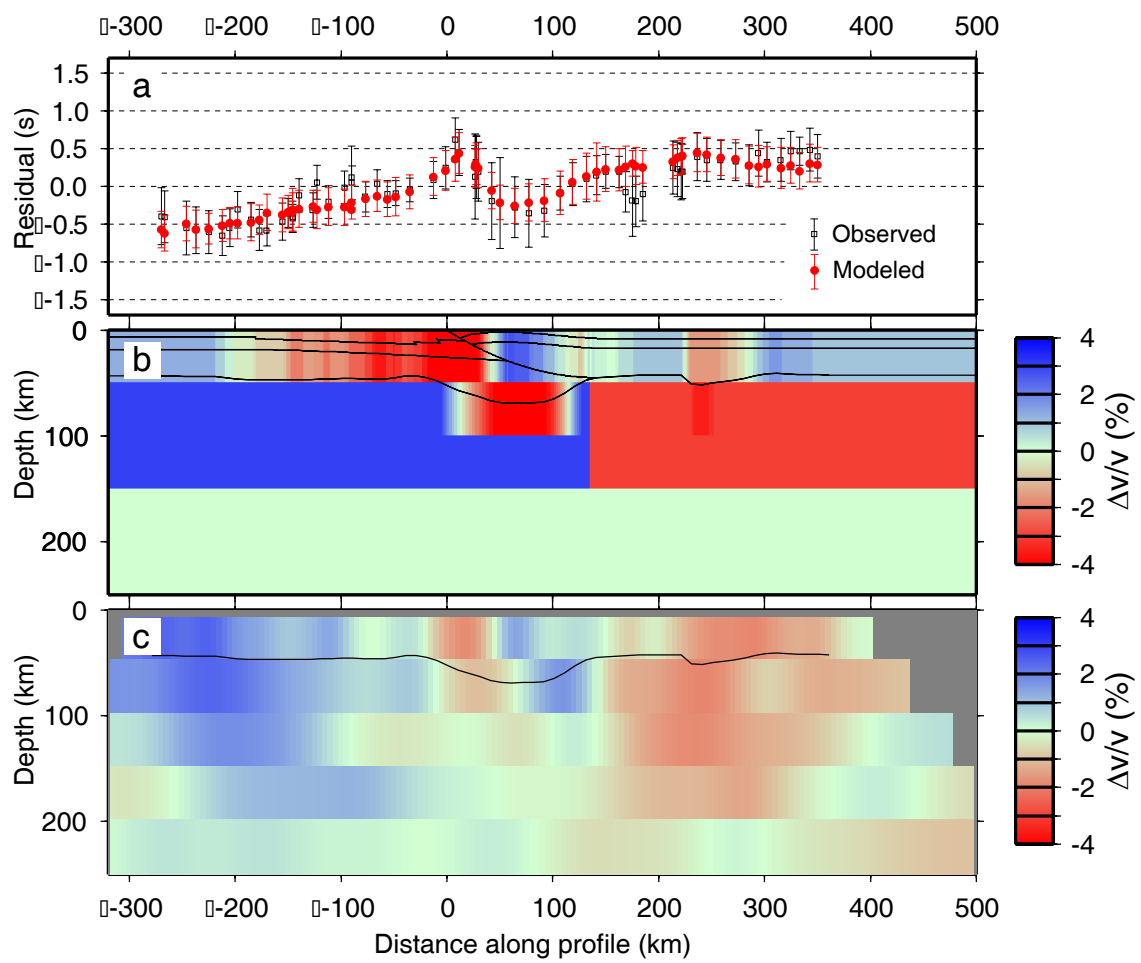 ▯-300 ▯-200 ▯-100 0 100 200 300 400 500
a
1.5
1.0
0.5
0.0
▯-0.5
▯-1.0
▯-1.5
Residual (s)
Observed
Modeled
b
0
100
200
Depth (km)
4
2
0
-2
-4
Δv/v (%)
c
0
100
200
Depth (km)
4
2
0
-2
-4
Δv/v (%)
▯-300 ▯-200 ▯-100 0 100 200 300 400 500
Distance along profile (km)